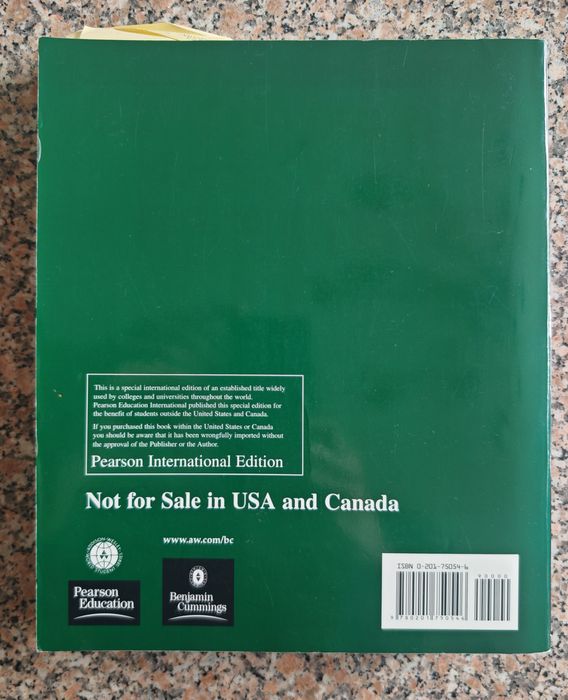 This is a special international edition of an established title widely
used by colleges and universities throughout the world.
Pearson Education International published this special edition for
the benefit of students outside the United States and Canada.
If you purchased this book within the United States or Canada
you should be aware that it has been wrongfully imported without
the approval of the Publisher or the Author.
Pearson International Edition
Not for Sale in USA and Canada
www.aw.com/bc
Pearson
Education
Benjamin
Cummings
ISBN 0-201-75054-6
90000
9780201750546